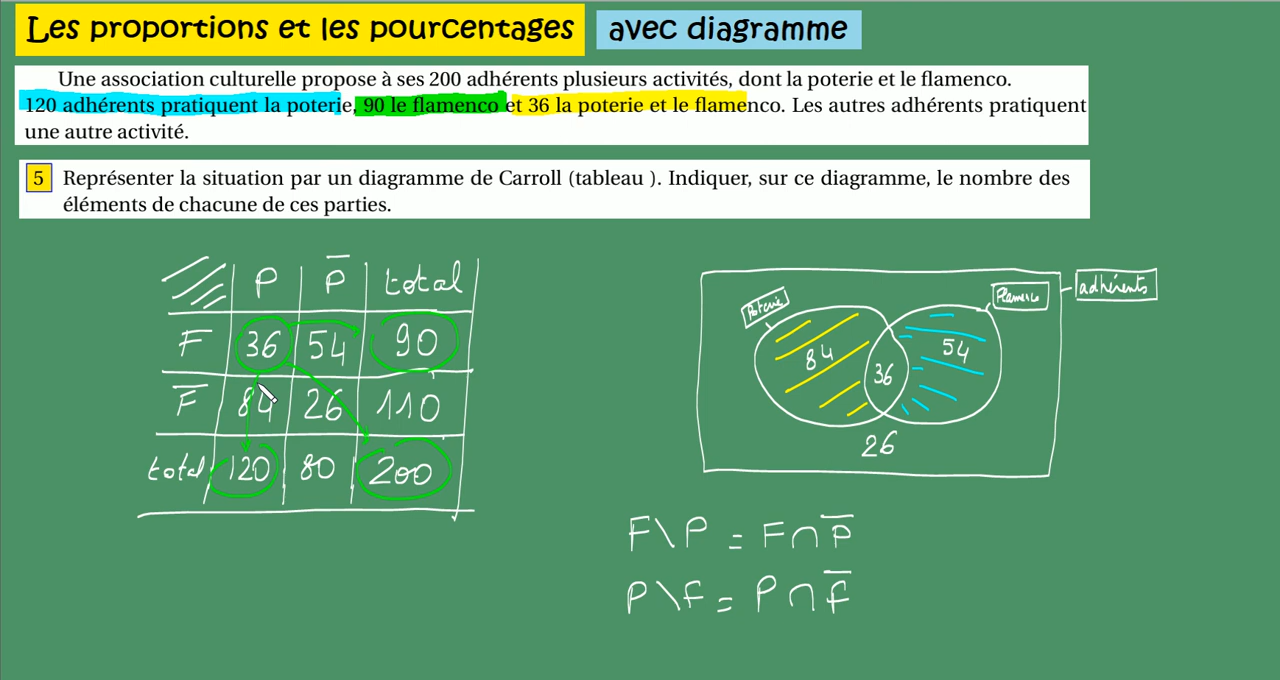 Les proportions et les pourcentages avec diagramme
Une association culturelle propose à ses 200 adhérents plusieurs activités, dont la poterie et le flamenco.
120 adhérents pratiquent la poterie, 90 le flamenco et 36 la poterie et le flamenco. Les autres adhérents pratiquent
une autre activité.
5 Représenter la situation par un diagramme de Carroll (tableau ). Indiquer, sur ce diagramme, le nombre des
éléments de chacune de ces parties.
P P̅ total
F 36 54 90
F̅ 84 26 110
total 120 80 200
adhérents
Poterie
84
36
54
26
F\P = F∩P̅
P\F = P∩F̅